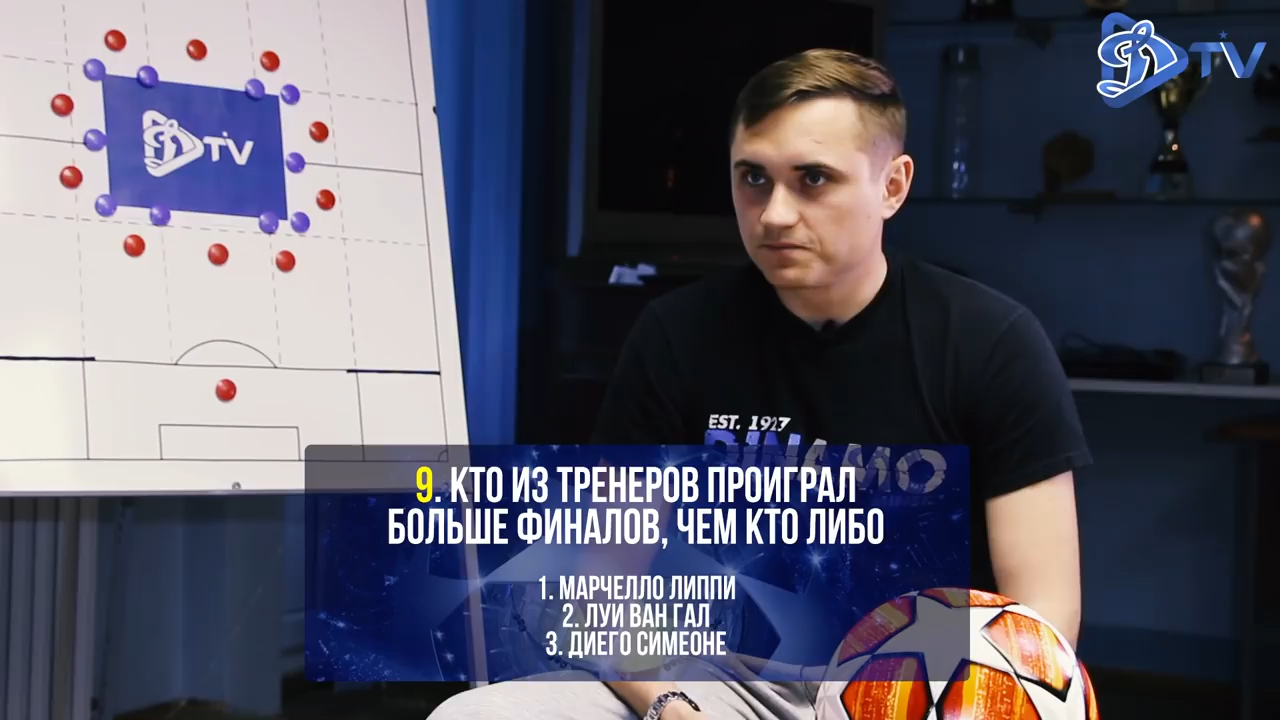 TV
TV
EST. 1927
DINAMO
9. КТО ИЗ ТРЕНЕРОВ ПРОИГРАЛ
БОЛЬШЕ ФИНАЛОВ, ЧЕМ КТО ЛИБО
1. МАРЧЕЛЛО ЛИППИ
2. ЛУИ ВАН ГАЛ
3. ДИЕГО СИМЕОНЕ